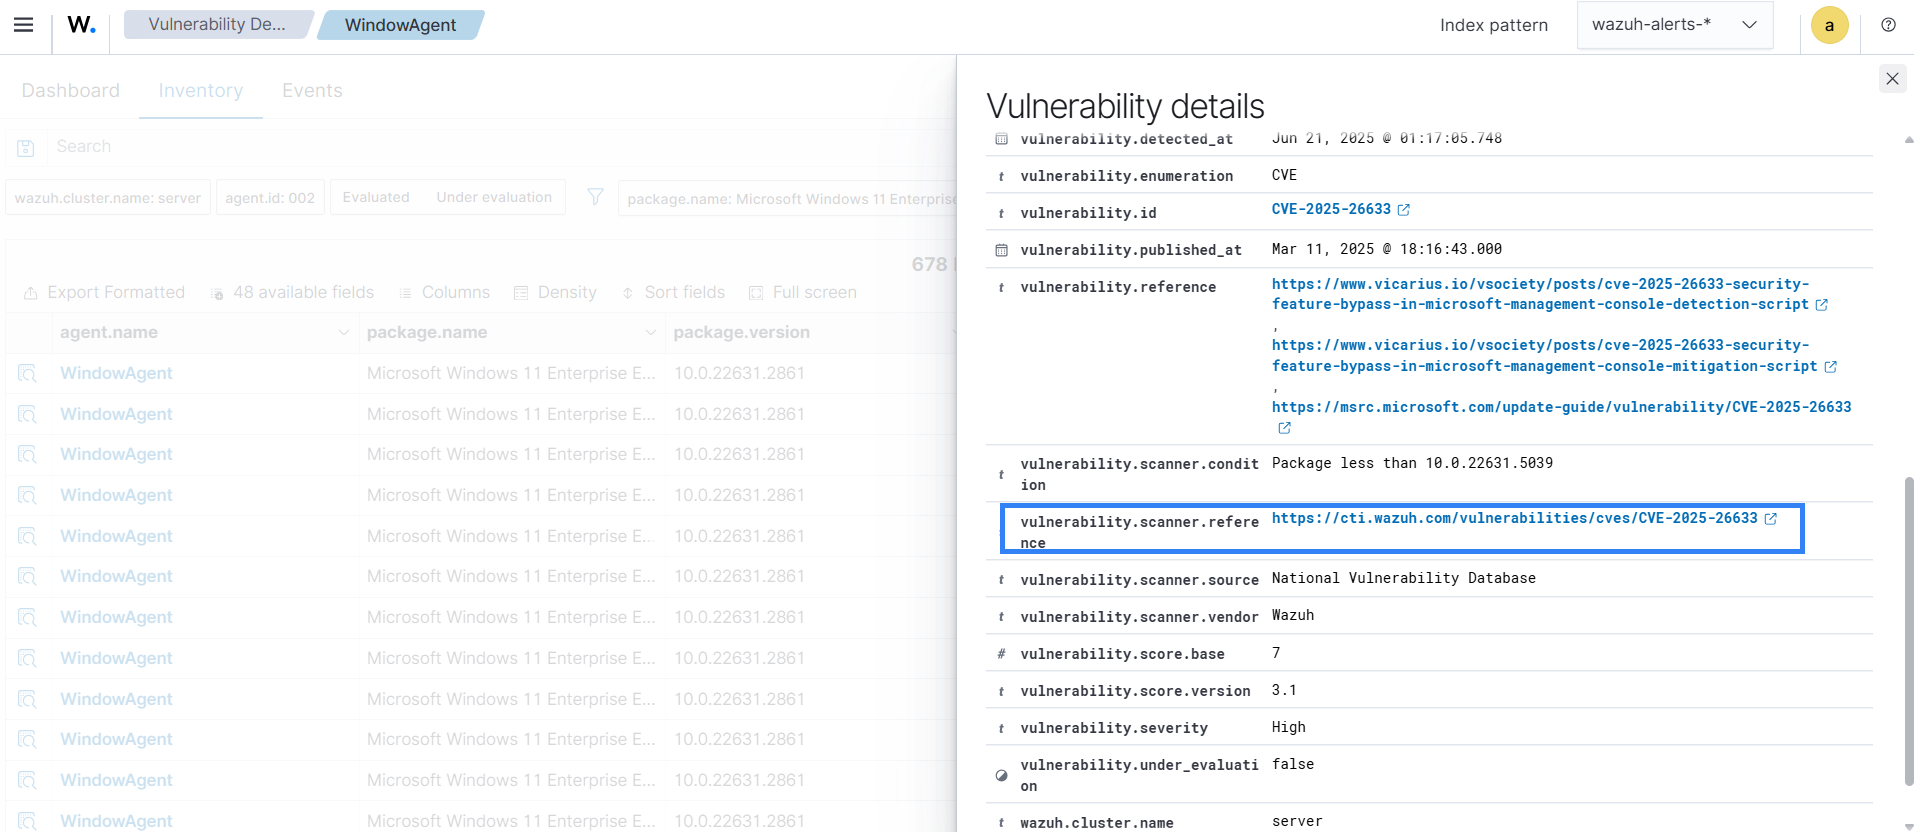 W.
Vulnerability De...
WindowAgent
Index pattern
wazuh-alerts-*
a
Dashboard
Inventory
Events
Search
wazuh.cluster.name: server
agent.id: 002
Evaluated
Under evaluation
package.name: Microsoft Windows 11 Enterprise
678
Export Formatted
48 available fields
Columns
Density
Sort fields
Full screen
agent.name package.name package.version
WindowAgent Microsoft Windows 11 Enterprise E... 10.0.22631.2861
WindowAgent Microsoft Windows 11 Enterprise E... 10.0.22631.2861
WindowAgent Microsoft Windows 11 Enterprise E... 10.0.22631.2861
WindowAgent Microsoft Windows 11 Enterprise E... 10.0.22631.2861
WindowAgent Microsoft Windows 11 Enterprise E... 10.0.22631.2861
WindowAgent Microsoft Windows 11 Enterprise E... 10.0.22631.2861
WindowAgent Microsoft Windows 11 Enterprise E... 10.0.22631.2861
WindowAgent Microsoft Windows 11 Enterprise E... 10.0.22631.2861
WindowAgent Microsoft Windows 11 Enterprise E... 10.0.22631.2861
WindowAgent Microsoft Windows 11 Enterprise E... 10.0.22631.2861
WindowAgent Microsoft Windows 11 Enterprise E... 10.0.22631.2861
WindowAgent Microsoft Windows 11 Enterprise E... 10.0.22631.2861
Vulnerability details
vulnerability.detected_at Jun 21, 2025 @ 01:17:05.748
t vulnerability.enumeration CVE
t vulnerability.id CVE-2025-26633
vulnerability.published_at Mar 11, 2025 @ 18:16:43.000
t vulnerability.reference https://www.vicarius.io/vsociety/posts/cve-2025-26633-security-
feature-bypass-in-microsoft-management-console-detection-script
,
https://www.vicarius.io/vsociety/posts/cve-2025-26633-security-
feature-bypass-in-microsoft-management-console-mitigation-script
,
https://msrc.microsoft.com/update-guide/vulnerability/CVE-2025-26633
t vulnerability.scanner.condit Package less than 10.0.22631.5039
ion
vulnerability.scanner.refere https://cti.wazuh.com/vulnerabilities/cves/CVE-2025-26633
nce
t vulnerability.scanner.source National Vulnerability Database
t vulnerability.scanner.vendor Wazuh
# vulnerability.score.base 7
t vulnerability.score.version 3.1
t vulnerability.severity High
vulnerability.under_evaluati false
on
t wazuh.cluster.name server